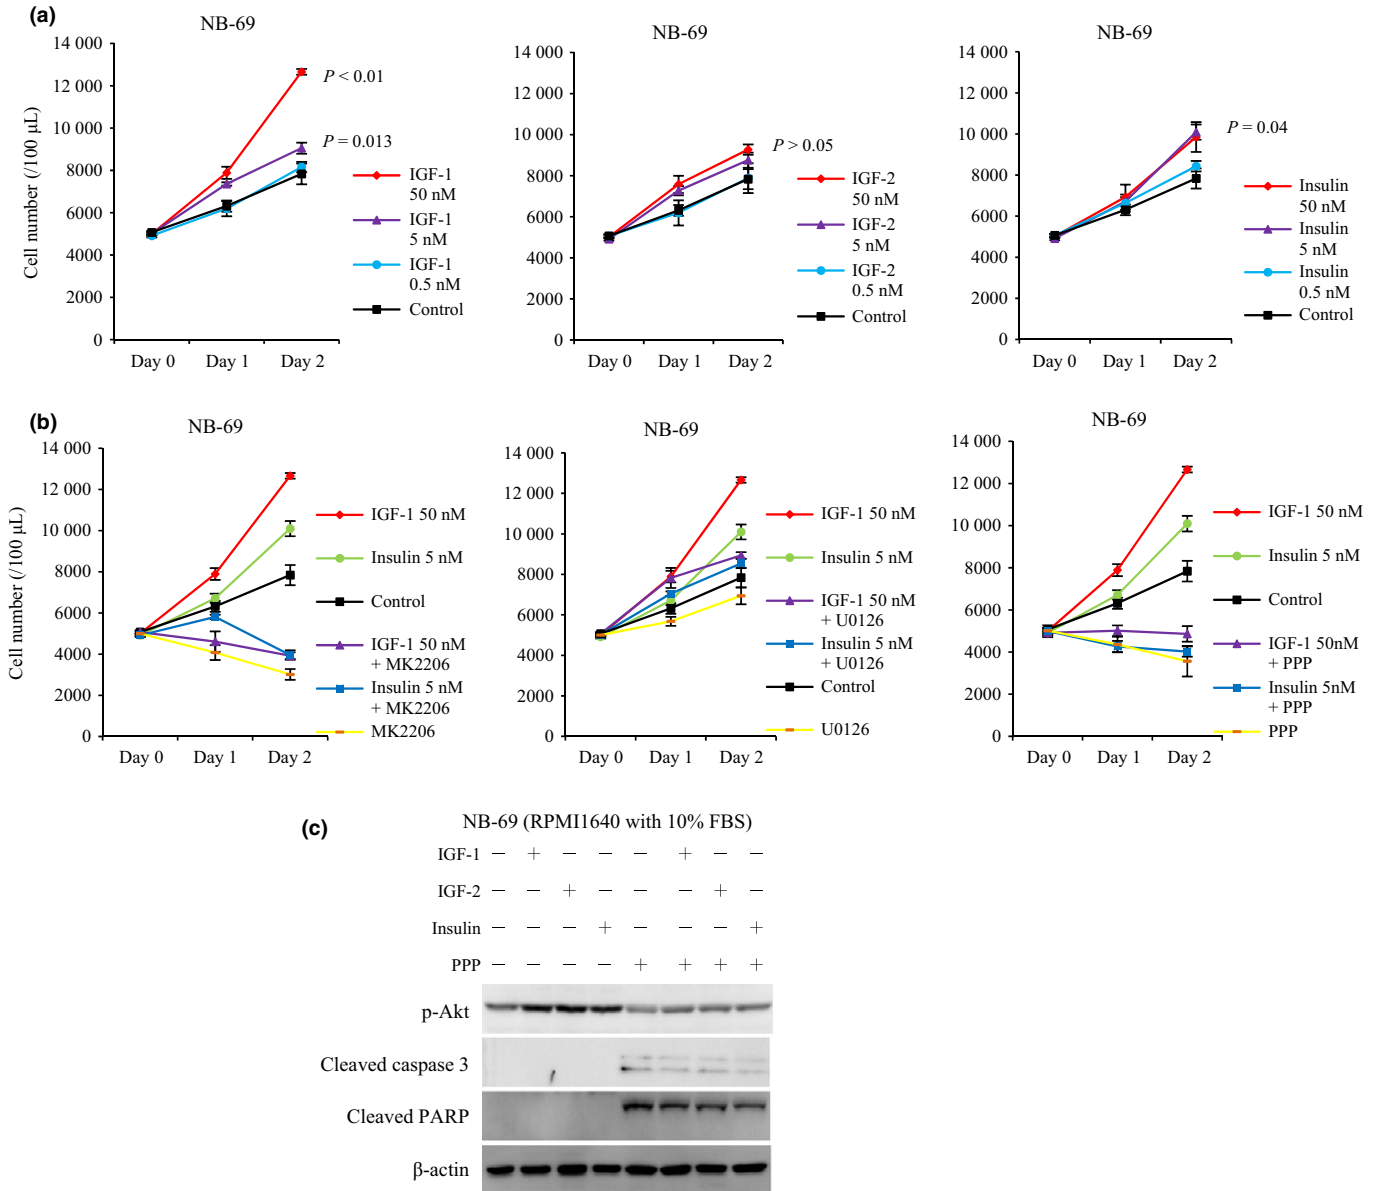 (a)
NB-69
14 000
12 000
10 000
8000
6000
4000
2000
0
Cell number (/100 µL)
Day 0 Day 1 Day 2
P < 0.01
P = 0.013
IGF-1
50 nM
IGF-1
5 nM
IGF-1
0.5 nM
Control
NB-69
14 000
12 000
10 000
8000
6000
4000
2000
0
Day 0 Day 1 Day 2
P > 0.05
IGF-2
50 nM
IGF-2
5 nM
IGF-2
0.5 nM
Control
NB-69
14 000
12 000
10 000
8000
6000
4000
2000
0
Day 0 Day 1 Day 2
P = 0.04
Insulin
50 nM
Insulin
5 nM
Insulin
0.5 nM
Control
(b)
NB-69
14 000
12 000
10 000
8000
6000
4000
2000
0
Cell number (/100 µL)
Day 0 Day 1 Day 2
IGF-1 50 nM
Insulin 5 nM
Control
IGF-1 50 nM
+ MK2206
Insulin 5 nM
+ MK2206
MK2206
NB-69
14 000
12 000
10 000
8000
6000
4000
2000
0
Day 0 Day 1 Day 2
IGF-1 50 nM
Insulin 5 nM
IGF-1 50 nM
+ U0126
Insulin 5 nM
+ U0126
Control
U0126
NB-69
14 000
12 000
10 000
8000
6000
4000
2000
0
Day 0 Day 1 Day 2
IGF-1 50 nM
Insulin 5 nM
Control
IGF-1 50nM
+ PPP
Insulin 5nM
+ PPP
PPP
(c)
NB-69 (RPMI1640 with 10% FBS)
IGF-1 – + – – – + – –
IGF-2 – – + – – – + –
Insulin – – – + – – – +
PPP – – – – + + + +
p-Akt
Cleaved caspase 3
Cleaved PARP
β-actin